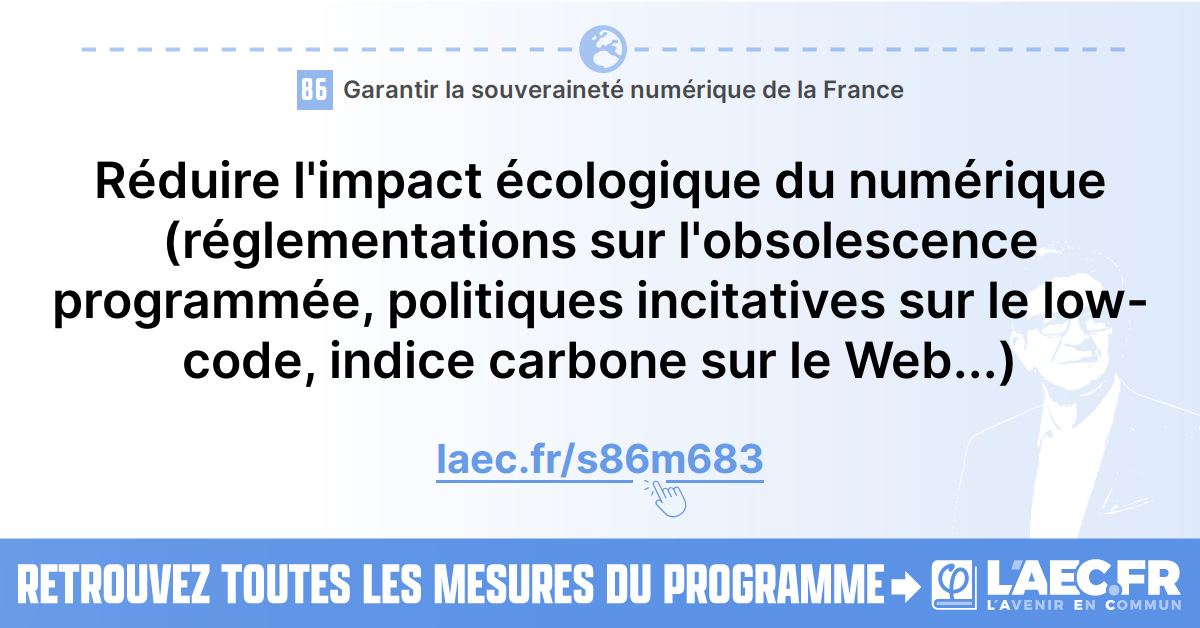 86 Garantir la souveraineté numérique de la France
Réduire l'impact écologique du numérique
(réglementations sur l'obsolescence
programmée, politiques incitatives sur le low-
code, indice carbone sur le Web...)
laec.fr/s86m683
RETROUVEZ TOUTES LES MESURES DU PROGRAMME
L'AEC.FR
L'AVENIR EN COMMUN